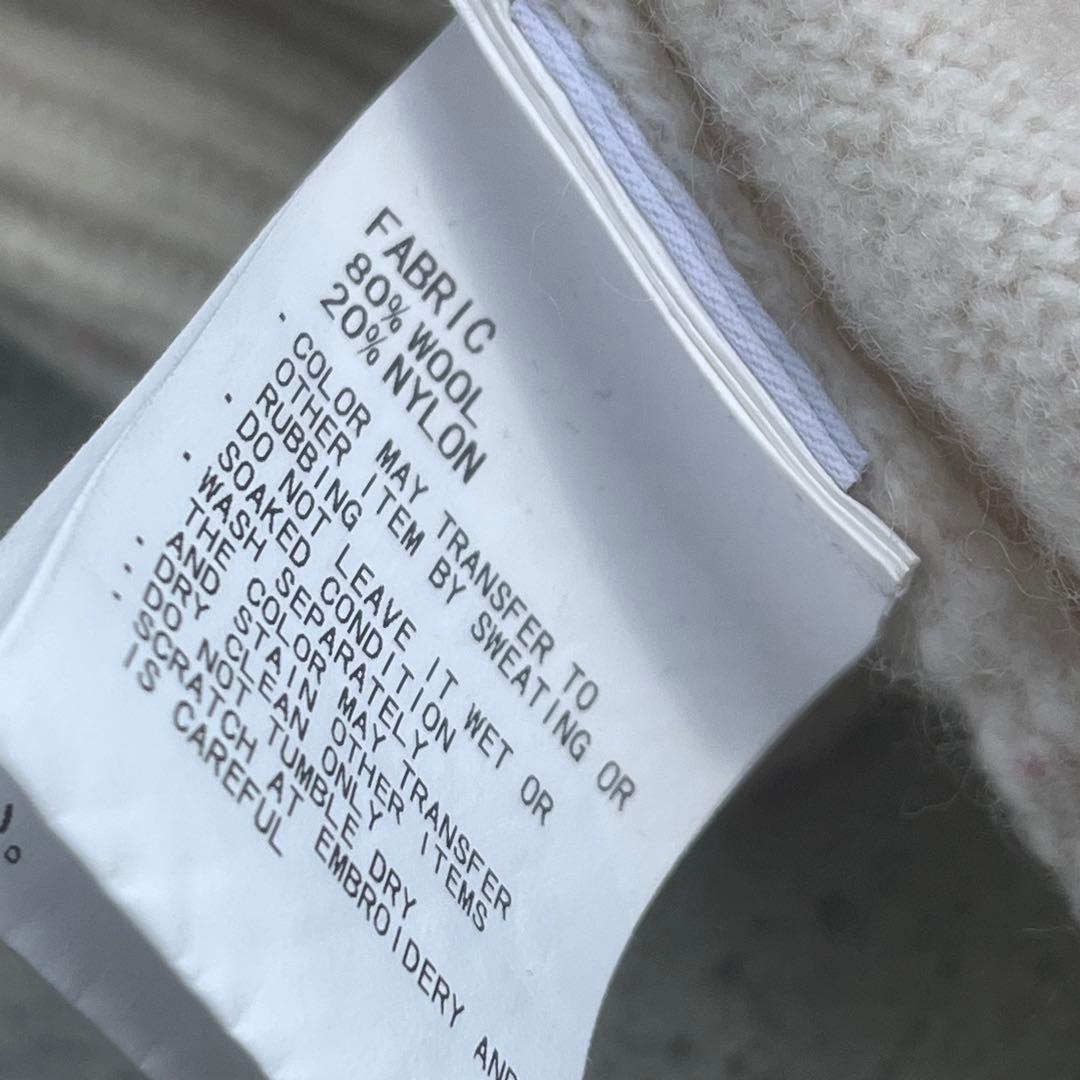 FABRIC
80% WOOL
20% NYLON
· COLOR MAY TRANSFER TO
OTHER ITEM BY SWEATING OR
RUBBING
· DO NOT LEAVE IT WET OR
SOAKED CONDITION
· WASH SEPARATELY
THE COLOR MAY TRANSFER
AND STAIN OTHER ITEMS
· DRY CLEAN ONLY
· DO NOT TUMBLE DRY
SCRATCH AT EMBROIDERY AND
IS CAREFUL